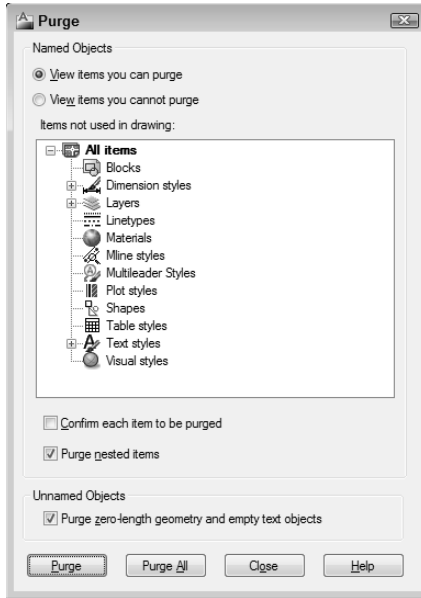 Purge
Named Objects
View items you can purge
View items you cannot purge
Items not used in drawing:
All items
Blocks
Dimension styles
Layers
Linetypes
Materials
Mline styles
Multileader Styles
Plot styles
Shapes
Table styles
Text styles
Visual styles
Confirm each item to be purged
Purge nested items
Unnamed Objects
Purge zero-length geometry and empty text objects
Purge Purge All Close Help